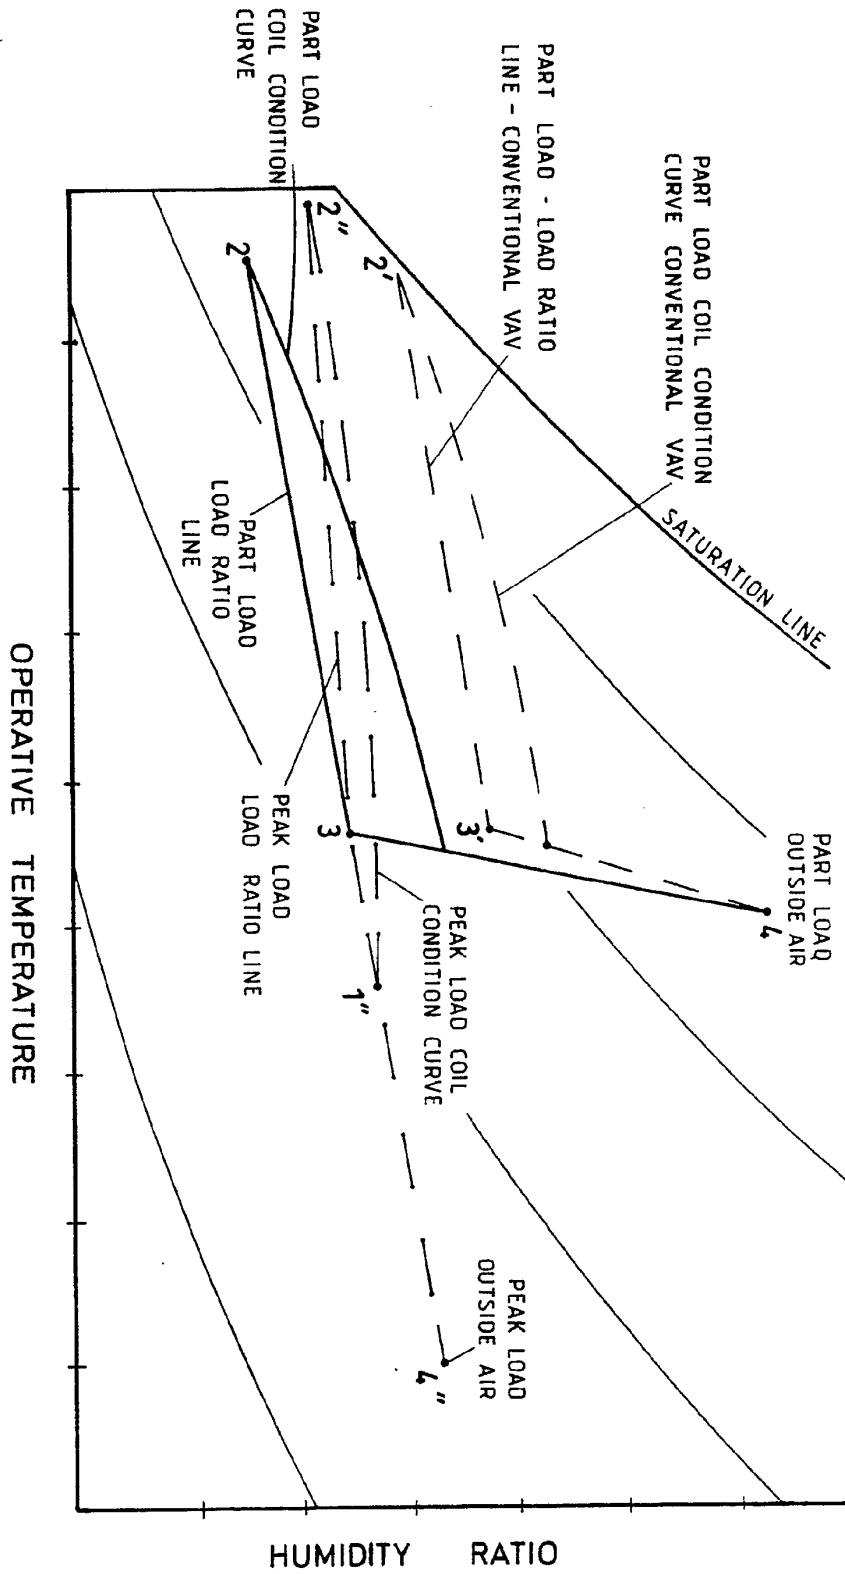 PART LOAD
COIL CONDITION
CURVE
PART LOAD - LOAD RATIO
LINE - CONVENTIONAL VAV
PART LOAD COIL CONDITION
CURVE CONVENTIONAL VAV
SATURATION LINE
2"
2'
2
PART LOAD
LOAD RATIO
LINE
PEAK LOAD
LOAD RATIO LINE
3
3'
PART LOAD
OUTSIDE AIR
4
PEAK LOAD COIL
CONDITION CURVE
1"
PEAK LOAD
OUTSIDE AIR
4"
OPERATIVE TEMPERATURE
HUMIDITY RATIO